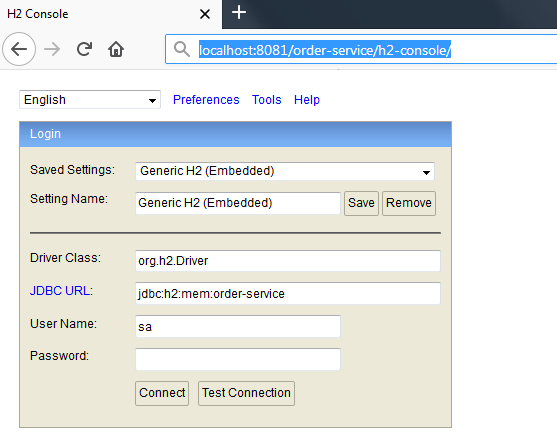 H2 Console
localhost:8081/order-service/h2-console/
English Preferences Tools Help
Login
Saved Settings: Generic H2 (Embedded)
Setting Name: Generic H2 (Embedded) Save Remove
Driver Class: org.h2.Driver
JDBC URL: jdbc:h2:mem:order-service
User Name: sa
Password:
Connect Test Connection